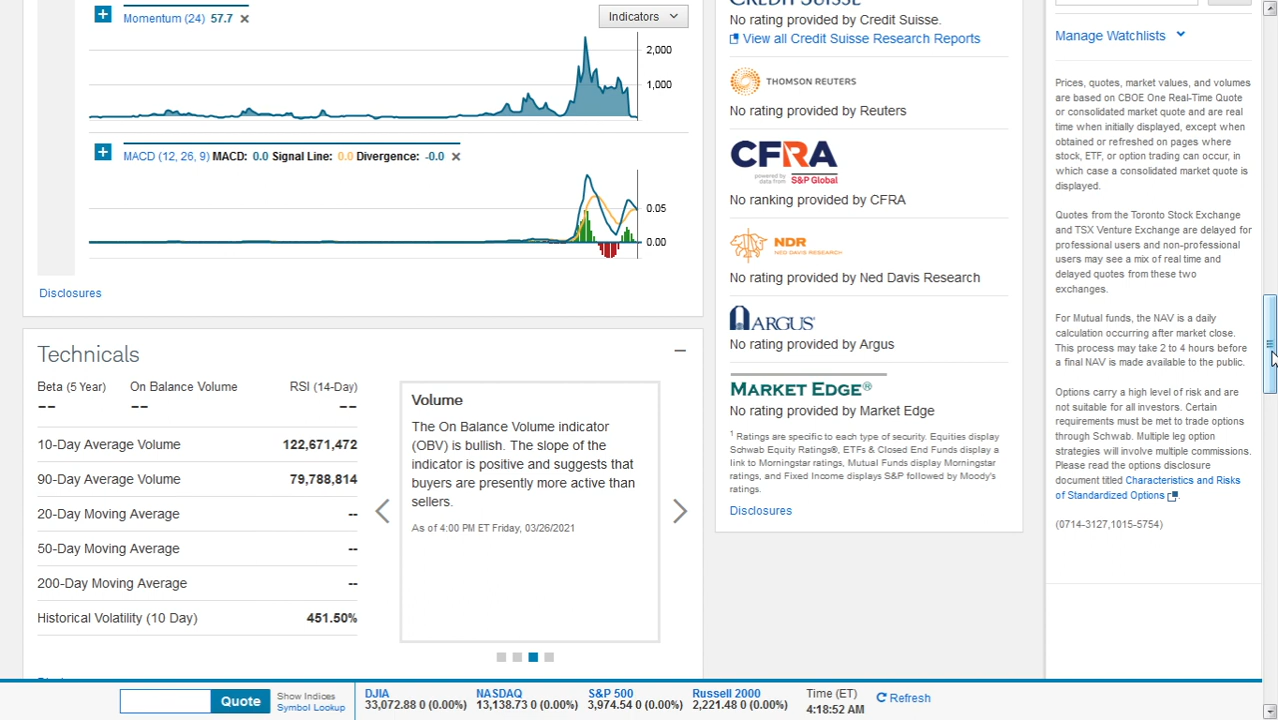 Momentum (24) 57.7
Indicators
2,000
1,000
MACD (12, 26, 9) MACD: 0.0 Signal Line: 0.0 Divergence: -0.0
0.05
0.00
Disclosures
Technicals
Beta (5 Year) On Balance Volume RSI (14-Day)
-- -- --
10-Day Average Volume 122,671,472
90-Day Average Volume 79,788,814
20-Day Moving Average --
50-Day Moving Average --
200-Day Moving Average --
Historical Volatility (10 Day) 451.50%
Volume
The On Balance Volume indicator
(OBV) is bullish. The slope of the
indicator is positive and suggests that
buyers are presently more active than
sellers.
As of 4:00 PM ET Friday, 03/26/2021
CREDIT SUISSE
No rating provided by Credit Suisse.
View all Credit Suisse Research Reports
THOMSON REUTERS
No rating provided by Reuters
CFRA
powered by
data from S&P Global
No ranking provided by CFRA
NDR
NED DAVIS RESEARCH
No rating provided by Ned Davis Research
ARGUS
No rating provided by Argus
MARKET EDGE®
No rating provided by Market Edge
1 Ratings are specific to each type of security. Equities display
Schwab Equity Ratings®, ETFs & Closed End Funds display a
link to Morningstar ratings, Mutual Funds display Morningstar
ratings, and Fixed Income displays S&P followed by Moody's
ratings.
Disclosures
Manage Watchlists
Prices, quotes, market values, and volumes
are based on CBOE One Real-Time Quote
or consolidated market quote and are real
time when initially displayed, except when
obtained or refreshed on pages where
stock, ETF, or option trading can occur, in
which case a consolidated market quote is
displayed.
Quotes from the Toronto Stock Exchange
and TSX Venture Exchange are delayed for
professional users and non-professional
users may see a mix of real time and
delayed quotes from these two
exchanges.
For Mutual funds, the NAV is a daily
calculation occurring after market close.
This process may take 2 to 4 hours before
a final NAV is made available to the public.
Options carry a high level of risk and are
not suitable for all investors. Certain
requirements must be met to trade options
through Schwab. Multiple leg option
strategies will involve multiple commissions.
Please read the options disclosure
document titled Characteristics and Risks
of Standardized Options
(0714-3127,1015-5754)
Quote
Show Indices
Symbol Lookup
DJIA
33,072.88 0 (0.00%)
NASDAQ
13,138.73 0 (0.00%)
S&P 500
3,974.54 0 (0.00%)
Russell 2000
2,221.48 0 (0.00%)
Time (ET)
4:18:52 AM
Refresh